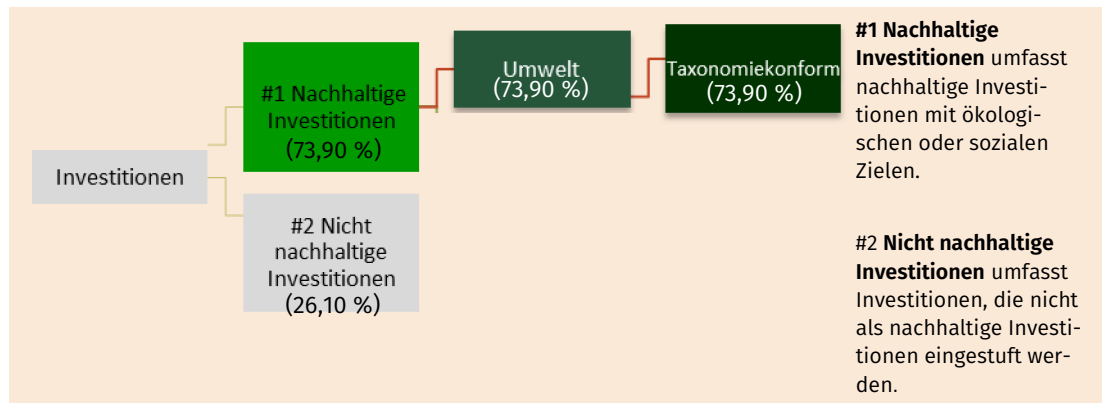 Investitionen
#1 Nachhaltige
Investitionen
(73,90 %)
Umwelt
(73,90 %)
Taxonomiekonform
(73,90 %)
#2 Nicht
nachhaltige
Investitionen
(26,10 %)
#1 Nachhaltige
Investitionen umfasst
nachhaltige Investi-
tionen mit ökologi-
schen oder sozialen
Zielen.
#2 Nicht nachhaltige
Investitionen umfasst
Investitionen, die nicht
als nachhaltige Investi-
tionen eingestuft wer-
den.